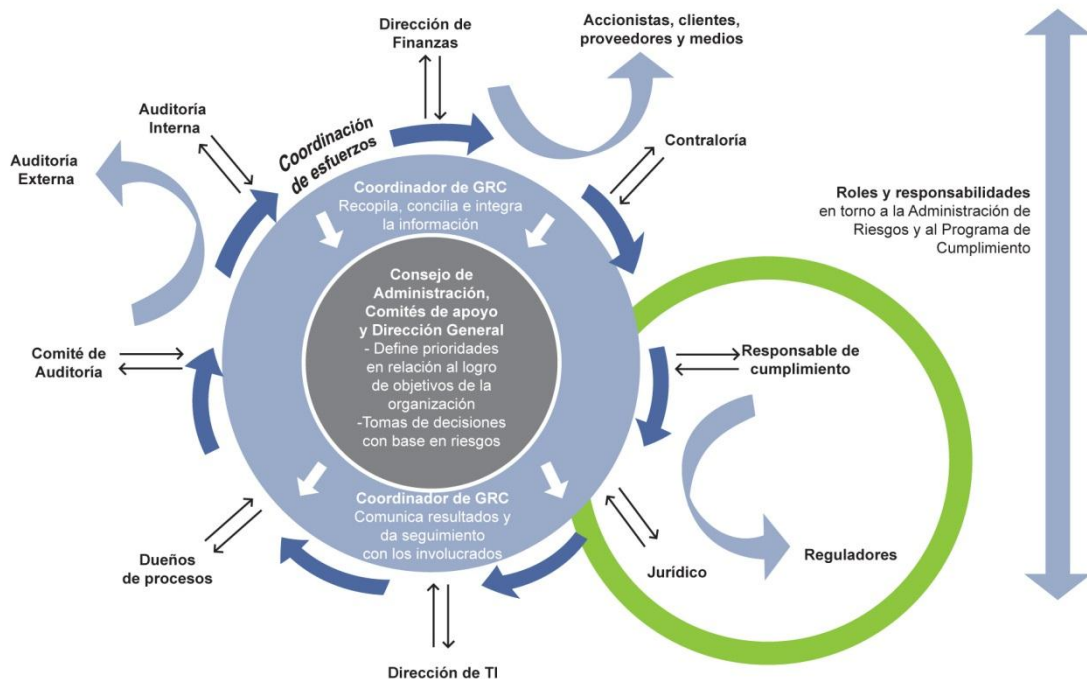 Dirección de
Finanzas
Accionistas, clientes,
proveedores y medios
Auditoría
Interna
Coordinación
de esfuerzos
Contraloría
Auditoría
Externa
Coordinador de GRC
Recopila, concilia e integra
la información
Roles y responsabilidades
en torno a la Administración de
Riesgos y al Programa de
Cumplimiento
Consejo de
Administración,
Comités de apoyo
y Dirección General
- Define prioridades
en relación al logro
de objetivos de la
organización
-Tomas de decisiones
con base en riesgos
Comité de
Auditoría
Responsable de
cumplimiento
Coordinador de GRC
Comunica resultados y
da seguimiento
con los involucrados
Dueños
de procesos
Jurídico
Reguladores
Dirección de TI